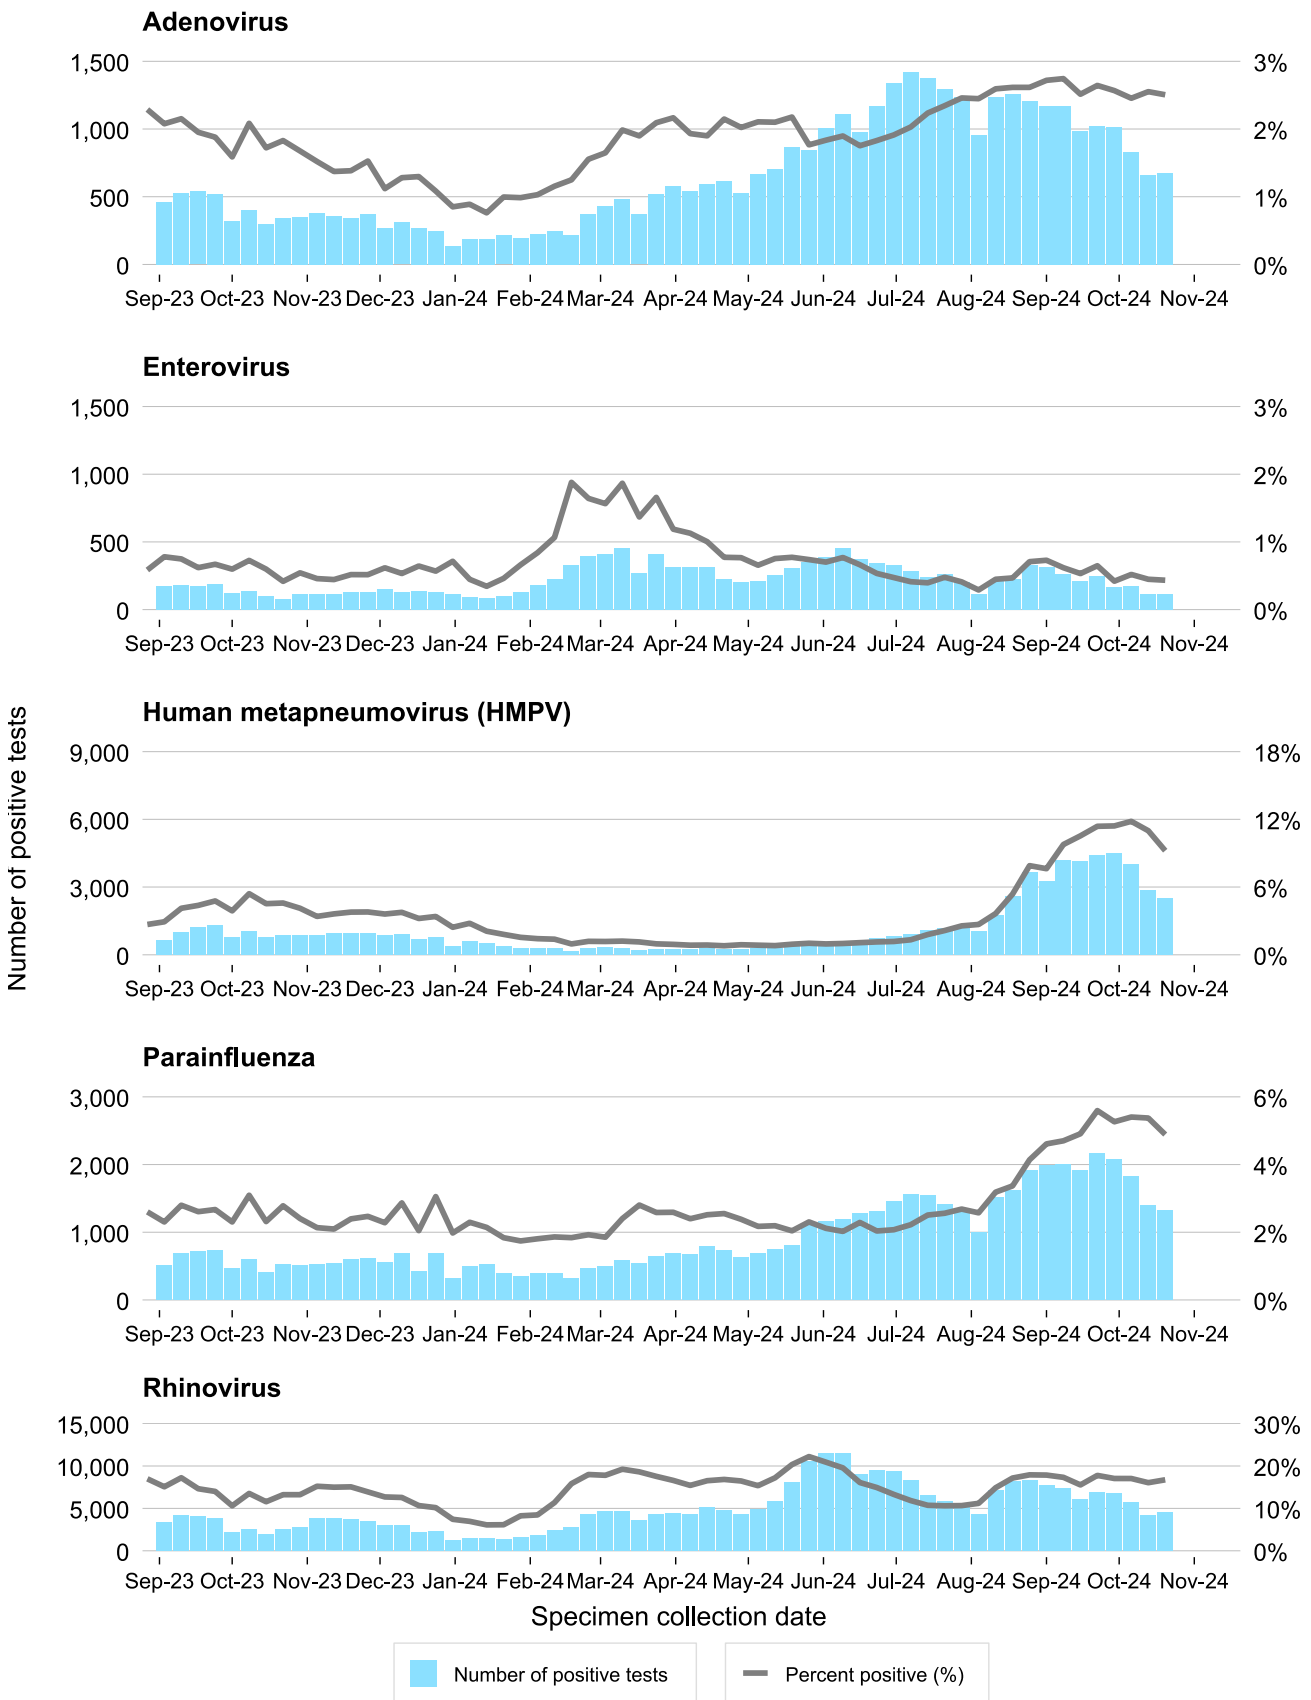 Adenovirus
1,500 3%
1,000 2%
500 1%
0 0%
Sep-23 Oct-23 Nov-23 Dec-23 Jan-24 Feb-24 Mar-24 Apr-24 May-24 Jun-24 Jul-24 Aug-24 Sep-24 Oct-24 Nov-24
Enterovirus
1,500 3%
1,000 2%
500 1%
0 0%
Sep-23 Oct-23 Nov-23 Dec-23 Jan-24 Feb-24 Mar-24 Apr-24 May-24 Jun-24 Jul-24 Aug-24 Sep-24 Oct-24 Nov-24
Number of positive tests
Human metapneumovirus (HMPV)
9,000 18%
6,000 12%
3,000 6%
0 0%
Sep-23 Oct-23 Nov-23 Dec-23 Jan-24 Feb-24 Mar-24 Apr-24 May-24 Jun-24 Jul-24 Aug-24 Sep-24 Oct-24 Nov-24
Parainfluenza
3,000 6%
2,000 4%
1,000 2%
0 0%
Sep-23 Oct-23 Nov-23 Dec-23 Jan-24 Feb-24 Mar-24 Apr-24 May-24 Jun-24 Jul-24 Aug-24 Sep-24 Oct-24 Nov-24
Rhinovirus
15,000 30%
10,000 20%
5,000 10%
0 0%
Sep-23 Oct-23 Nov-23 Dec-23 Jan-24 Feb-24 Mar-24 Apr-24 May-24 Jun-24 Jul-24 Aug-24 Sep-24 Oct-24 Nov-24
Specimen collection date
Number of positive tests Percent positive (%)